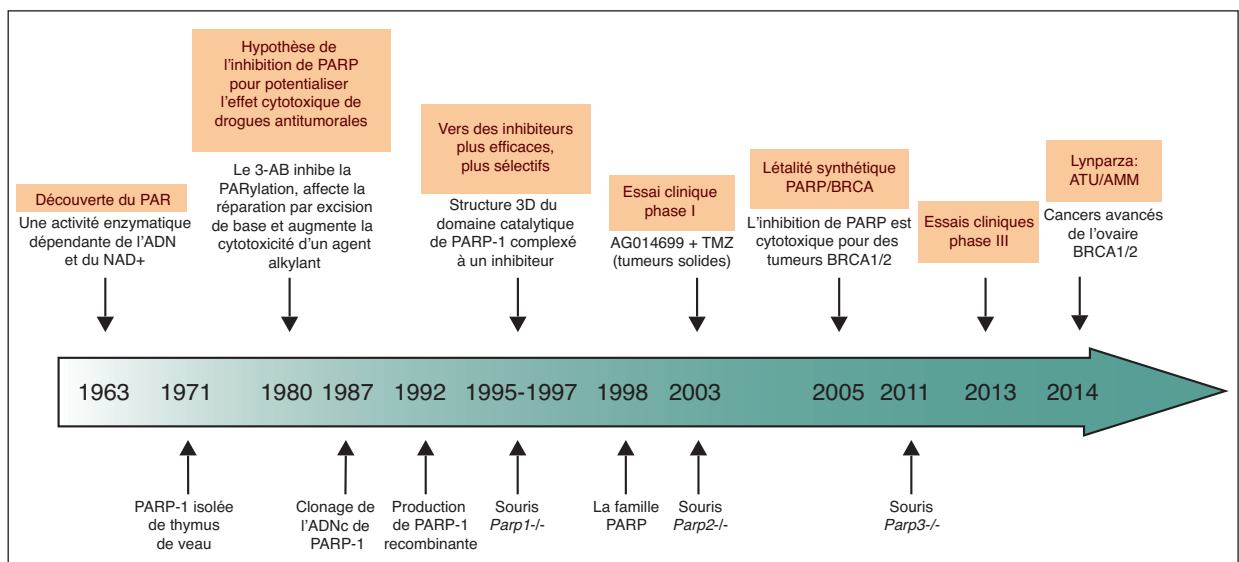 Hypothèse de
l'inhibition de PARP
pour potentialiser
l'effet cytotoxique de
drogues antitumorales
Vers des inhibiteurs
plus efficaces,
plus sélectifs
Découverte du PAR
Une activité enzymatique
dépendante de l'ADN
et du NAD+
Le 3-AB inhibe la
PARylation, affecte la
réparation par excision
de base et augmente la
cytotoxicité d'un agent
alkylant
Structure 3D du
domaine catalytique
de PARP-1 complexé
à un inhibiteur
Essai clinique
phase I
AG014699 + TMZ
(tumeurs solides)
Létalité synthétique
PARP/BRCA
L'inhibition de PARP est
cytotoxique pour des
tumeurs BRCA1/2
Essais cliniques
phase III
Lynparza:
ATU/AMM
Cancers avancés
de l'ovaire
BRCA1/2
1963 1971 1980 1987 1992 1995-1997 1998 2003 2005 2011 2013 2014
PARP-1 isolée
de thymus
de veau
Clonage de
l'ADNc de
PARP-1
Production
de PARP-1
recombinante
Souris
Parp1-/-
La famille
PARP
Souris
Parp2-/-
Souris
Parp3-/-